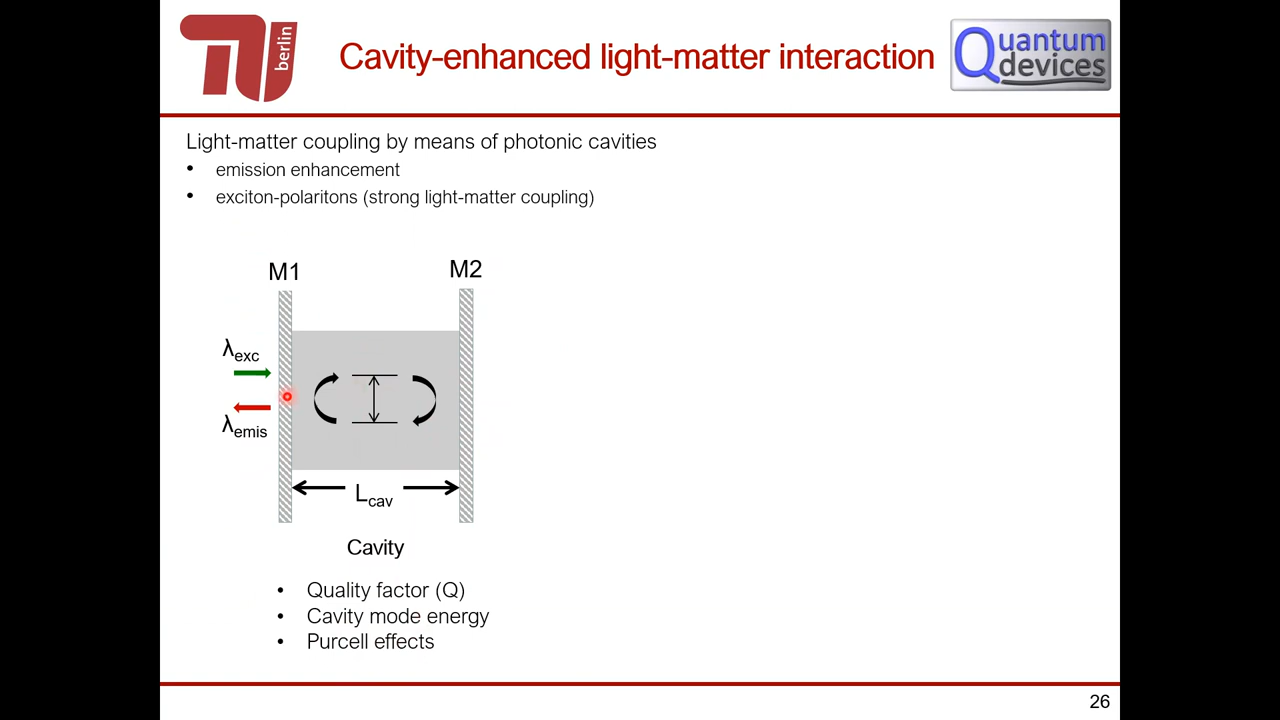 TU berlin
Cavity-enhanced light-matter interaction
Quantum devices
Light-matter coupling by means of photonic cavities
• emission enhancement
• exciton-polaritons (strong light-matter coupling)
M1
M2
λexc
λemis
Lcav
Cavity
• Quality factor (Q)
• Cavity mode energy
• Purcell effects
26